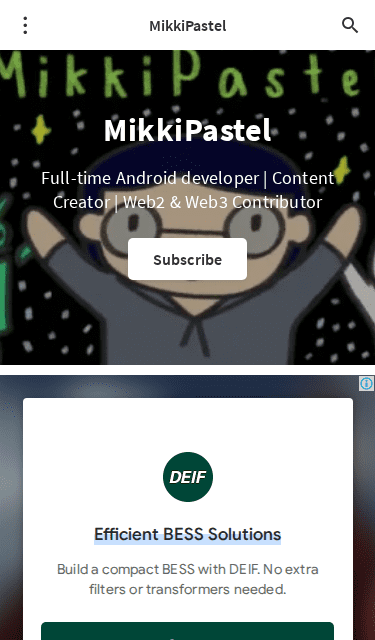 MikkiPastel
MikkiPaste
MikkiPastel
Full-time Android developer | Content
Creator | Web2 & Web3 Contributor
Subscribe
DEIF
Efficient BESS Solutions
Build a compact BESS with DEIF. No extra
filters or transformers needed.